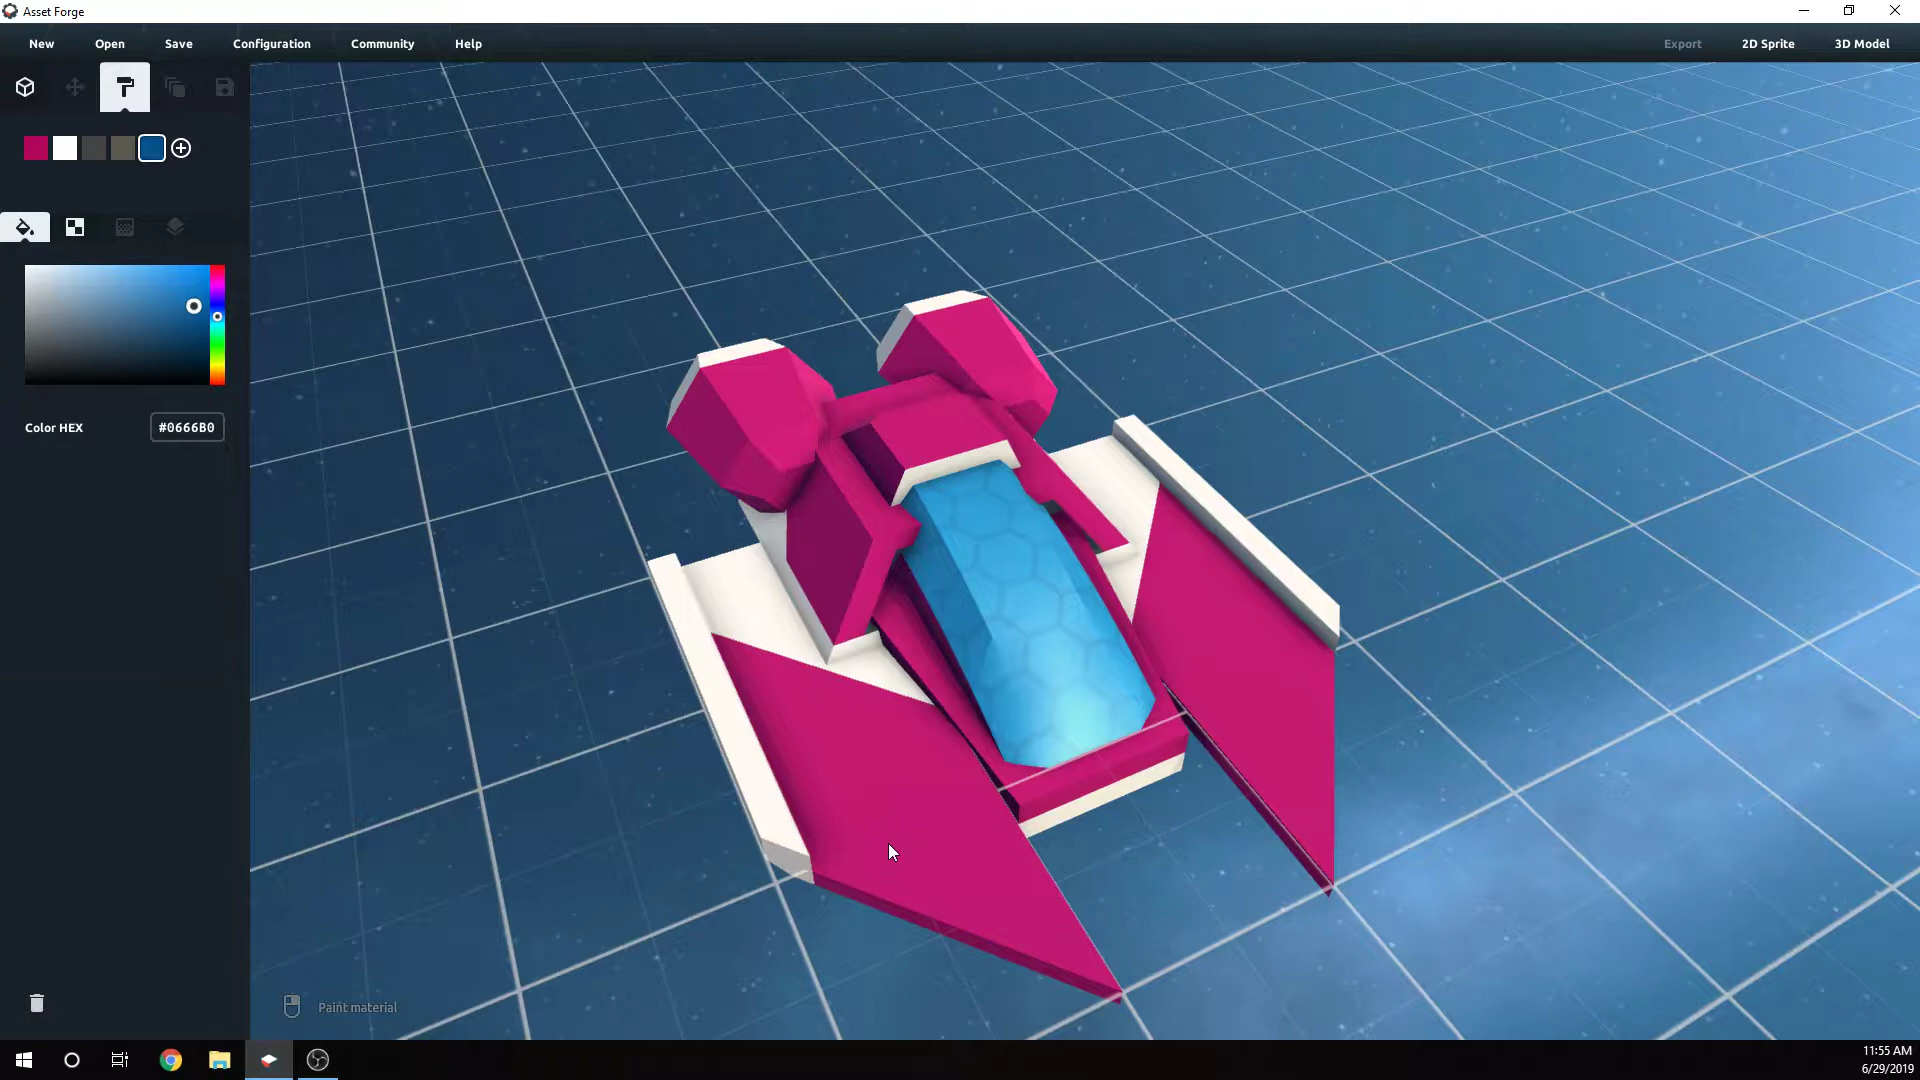 Asset Forge
New Open Save Configuration Community Help Export 2D Sprite 3D Model
Color HEX #0666B0
Paint material
11:55 AM
6/29/2019